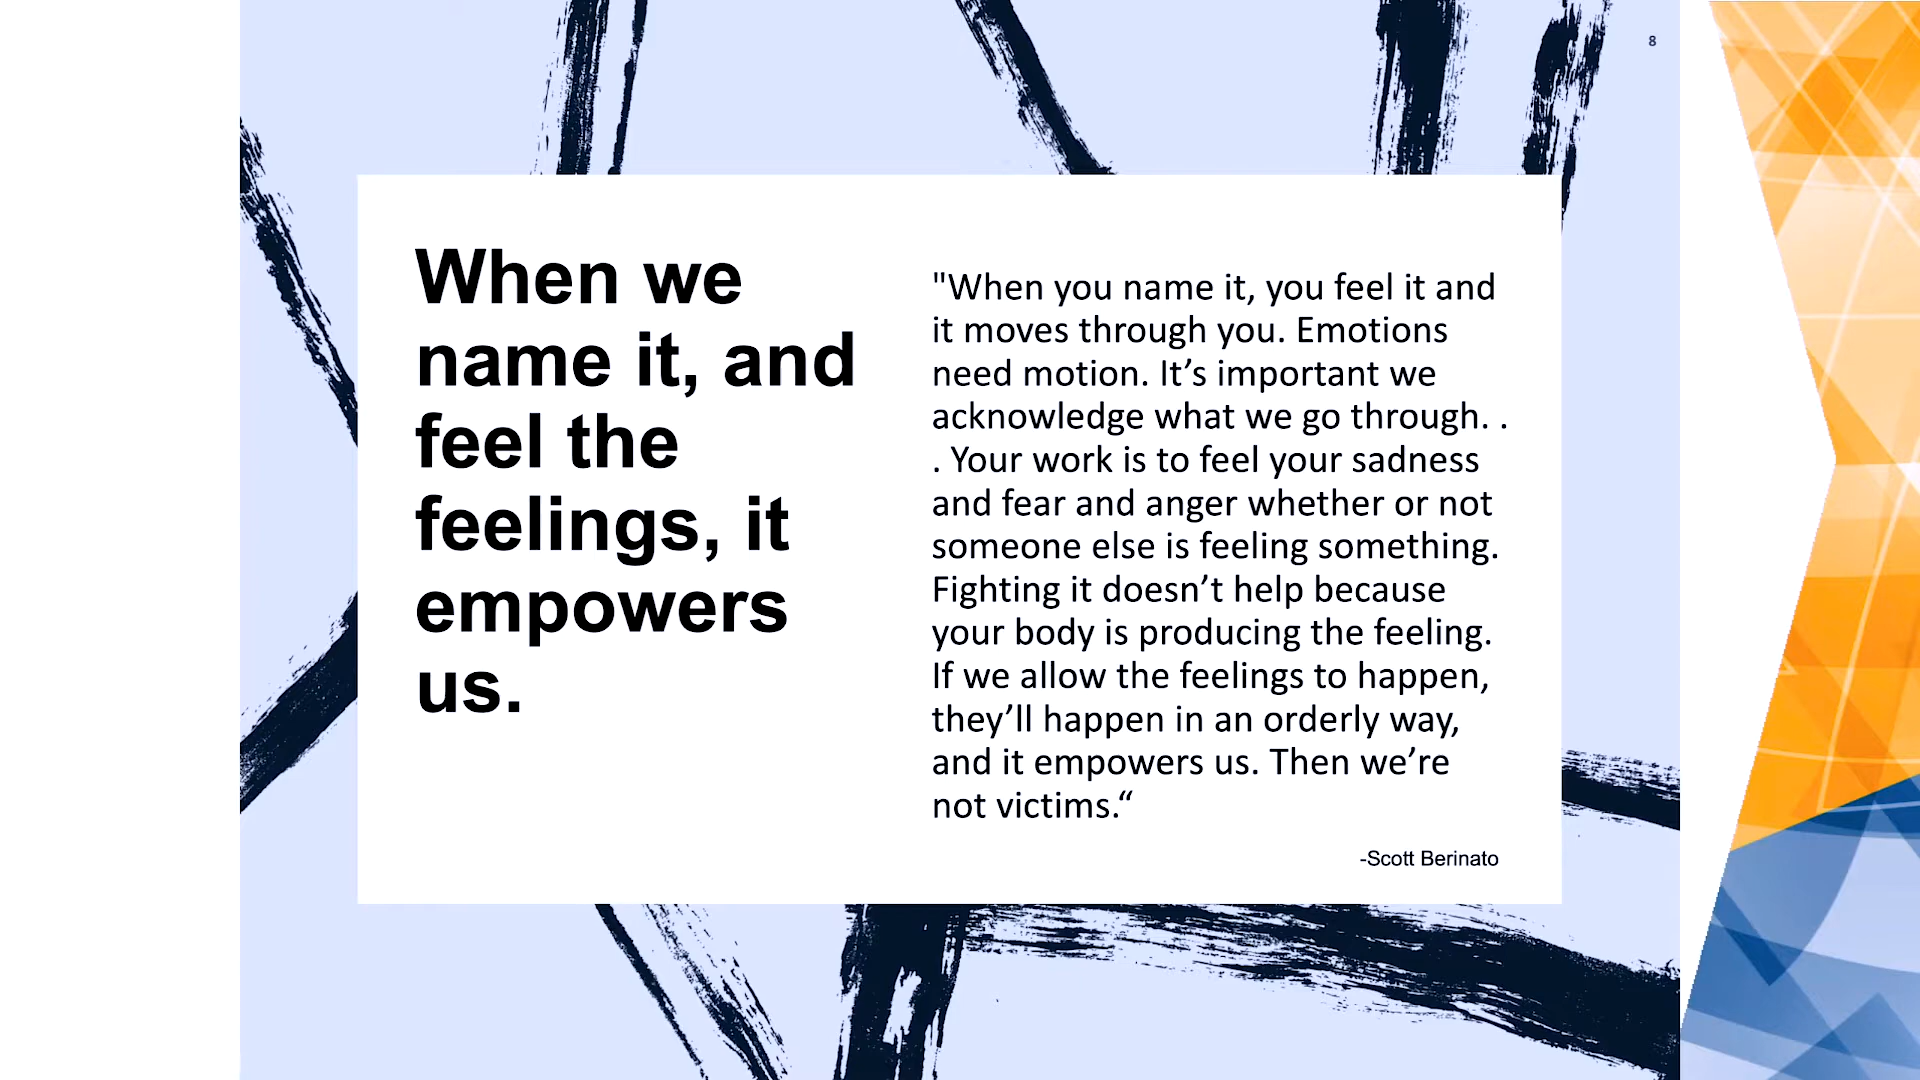 8
When we
name it, and
feel the
feelings, it
empowers
us.
"When you name it, you feel it and
it moves through you. Emotions
need motion. It’s important we
acknowledge what we go through. .
. Your work is to feel your sadness
and fear and anger whether or not
someone else is feeling something.
Fighting it doesn’t help because
your body is producing the feeling.
If we allow the feelings to happen,
they’ll happen in an orderly way,
and it empowers us. Then we’re
not victims.“
-Scott Berinato